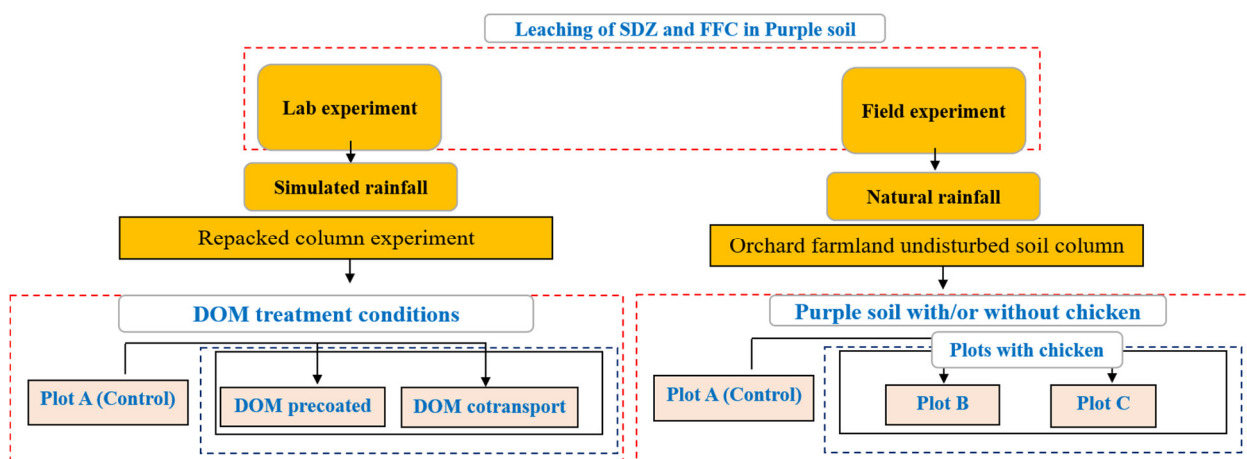 Leaching of SDZ and FFC in Purple soil
Lab experiment
Field experiment
Simulated rainfall
Natural rainfall
Repacked column experiment
Orchard farmland undisturbed soil column
DOM treatment conditions
Purple soil with/or without chicken
Plots with chicken
Plot A (Control)
DOM precoated
DOM cotransport
Plot A (Control)
Plot B
Plot C